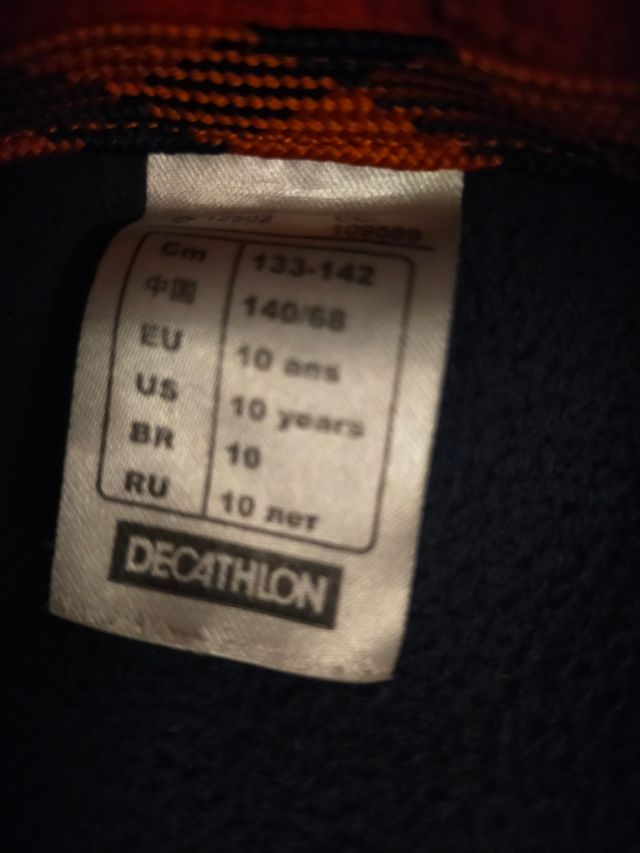 cm 133-142
中国 140/68
EU 10 ans
US 10 years
BR 10
RU 10 лет
DECATHLON